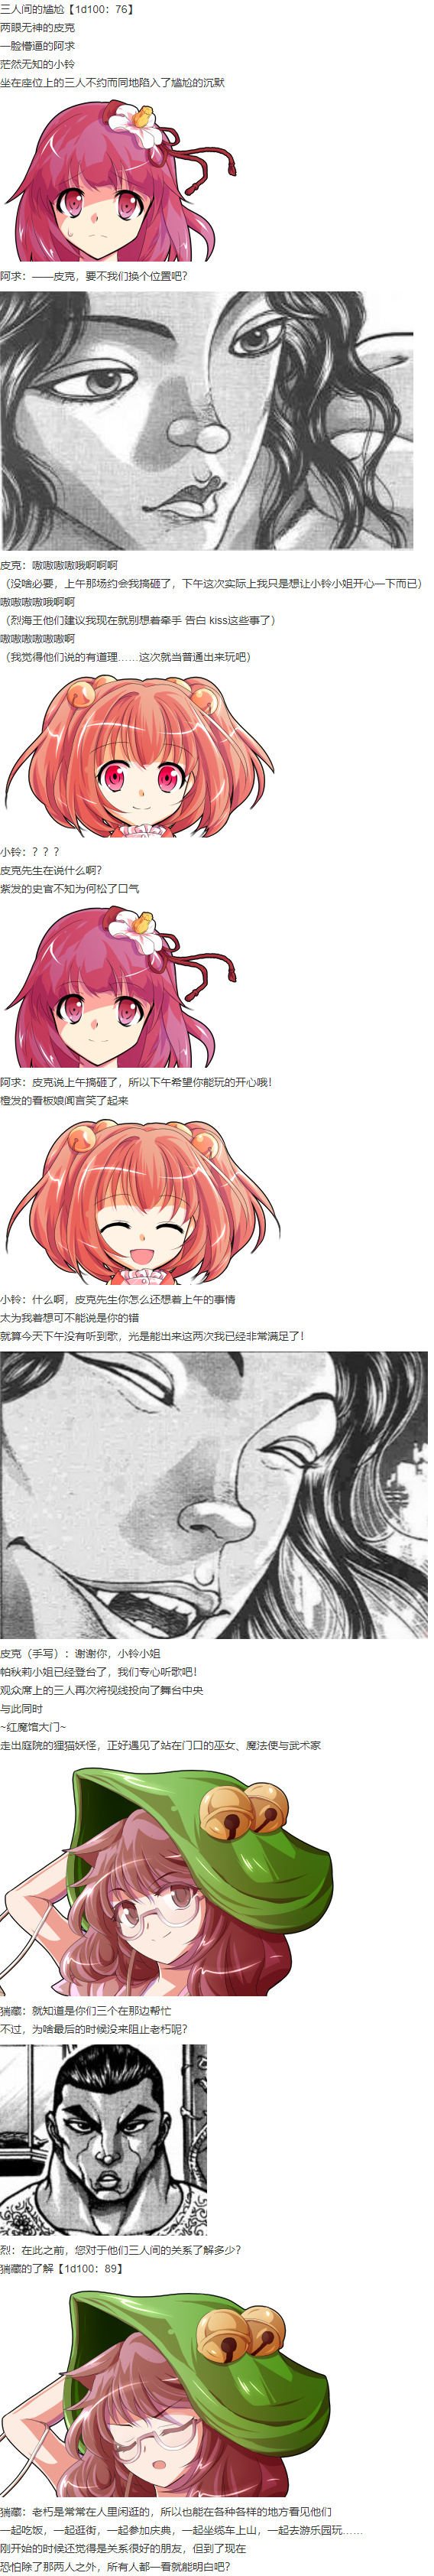 三人间的尴尬【1d100：76】
两眼无神的皮克
一脸懵逼的阿求
茫然无知的小铃
坐在座位上的三人不约而同地陷入了尴尬的沉默
阿求：——皮克，要不我们换个位置吧？
皮克：嗷嗷嗷嗷哦啊啊啊
（没啥必要，上午那场约会我搞砸了，下午这次实际上我只是想让小铃小姐开心一下而已）
嗷嗷嗷嗷哦啊啊
（烈海王他们建议我现在就别想着牵手 告白 kiss这些事了）
嗷嗷嗷嗷嗷嗷啊
（我觉得他们说的有道理……这次就当普通出来玩吧）
小铃：？？？
皮克先生在说什么啊？
紫发的史官不知为何松了口气
阿求：皮克说上午搞砸了，所以下午希望你能玩的开心哦！
橙发的看板娘闻言笑了起来
小铃：什么啊，皮克先生你怎么还想着上午的事情
太为我着想可不能说是你的错
就算今天下午没有听到歌，光是能出来这两次我已经非常满足了！
皮克（手写）：谢谢你，小铃小姐
帕秋莉小姐已经登台了，我们专心听歌吧！
观众席上的三人再次将视线投向了舞台中央
与此同时
~红魔馆大门~
走出庭院的狸猫妖怪，正好遇见了站在门口的巫女、魔法使与武术家
猯藏：就知道是你们三个在那边帮忙
不过，为啥最后的时候没来阻止老朽呢？
烈：在此之前，您对于他们三人间的关系了解多少？
猯藏的了解【1d100：89】
猯藏：老朽是常常在人里闲逛的，所以也能在各种各样的地方看见他们
一起吃饭，一起逛街，一起参加庆典，一起坐缆车上山，一起去游乐园玩……
刚开始的时候还觉得是关系很好的朋友，但到了现在
恐怕除了那两人之外，所有人都一看就能明白吧？